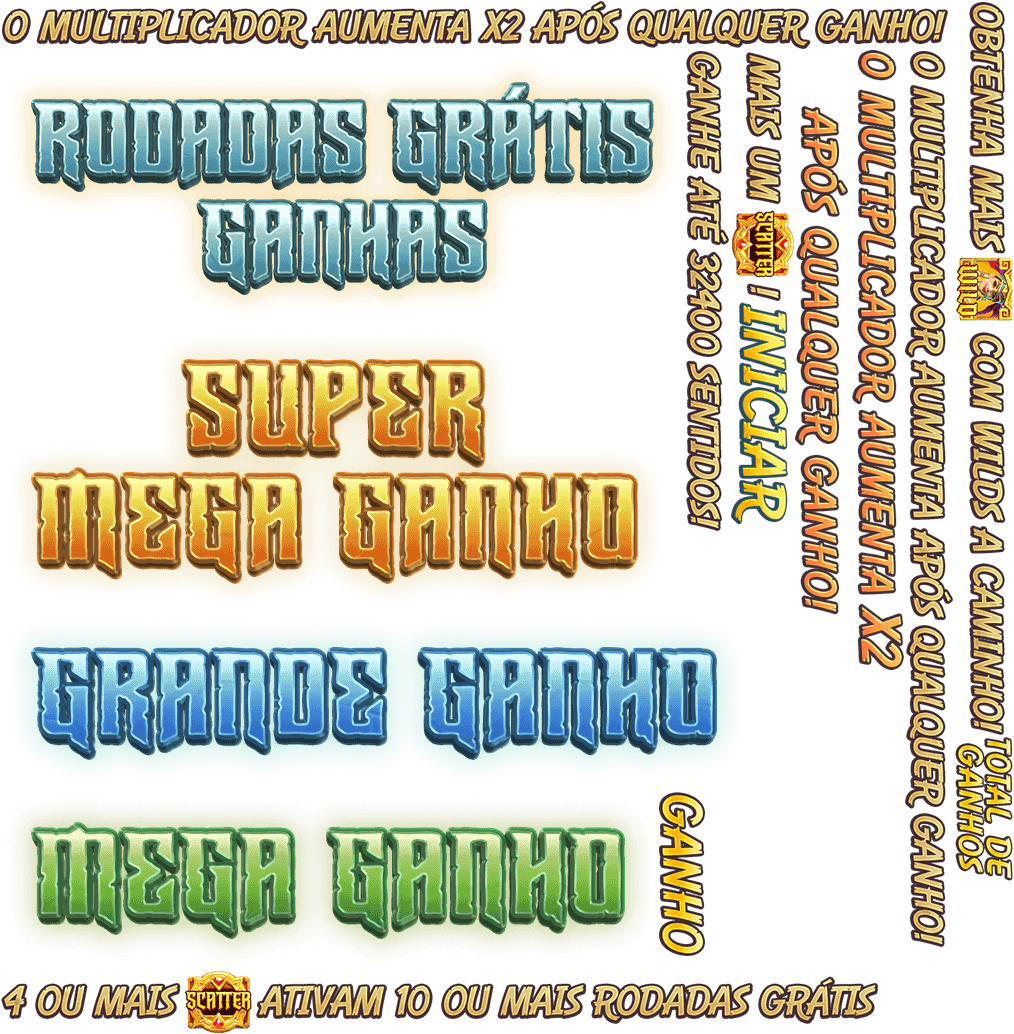 O MULTIPLICADOR AUMENTA X2 APÓS QUALQUER GANHO!
RODADAS GRÁTIS
GANHAS
SUPER
MEGA GANHO
GRANDE GANHO
MEGA GANHO
GANHO
4 OU MAIS SCATTER ATIVAM 10 OU MAIS RODADAS GRÁTIS
OBTENHA MAIS WILD COM WILDS A CAMINHO!
TOTAL DE
GANHOS
O MULTIPLICADOR AUMENTA APÓS QUALQUER GANHO!
O MULTIPLICADOR AUMENTA X2
APÓS QUALQUER GANHO!
MAIS UM SCATTER !
INICIAR
GANHE ATÉ 32400 SENTIDOS!